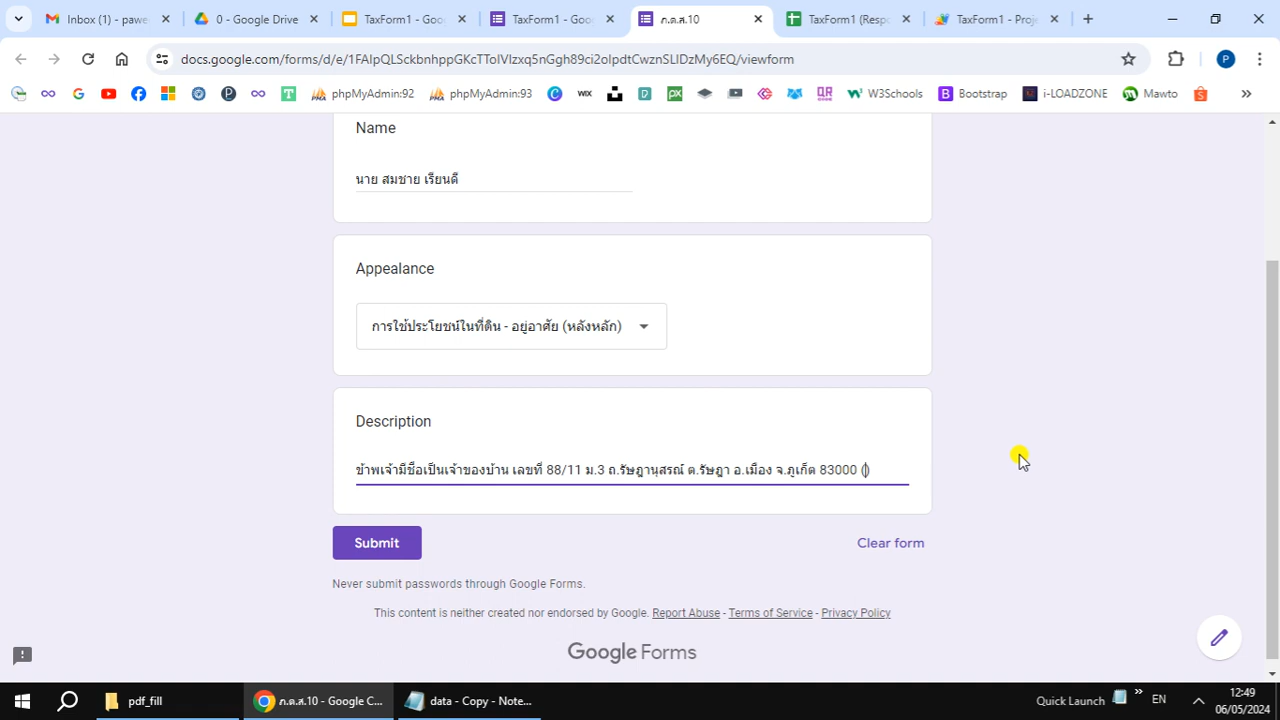 Inbox (1) - pawe
0 - Google Drive
TaxForm1 - Goo
TaxForm1 - Goo
ภ.ด.ส.10
TaxForm1 (Resp
TaxForm1 - Proje
docs.google.com/forms/d/e/1FAIpQLSckbnhppGKcTTolVlzxq5nGgh89ci2olpdtCwznSLIDzMy6EQ/viewform
P
phpMyAdmin:92
phpMyAdmin:93
WIX
QR
CODE
W3Schools
Bootstrap
i-LOADZONE
Mawto
Name
นาย สมชาย เรียนดี
Appealance
การใช้ประโยชน์ในที่ดิน - อยู่อาศัย (หลังหลัก)
Description
ข้าพเจ้ามีชื่อเป็นเจ้าของบ้าน เลขที่ 88/11 ม.3 ถ.รัษฎานุสรณ์ ต.รัษฎา อ.เมือง จ.ภูเก็ต 83000 ()
Submit
Clear form
Never submit passwords through Google Forms.
This content is neither created nor endorsed by Google. Report Abuse - Terms of Service - Privacy Policy
Google Forms
pdf_fill
ภ.ด.ส.10 - Google C...
data - Copy - Note...
Quick Launch
EN
12:49
06/05/2024